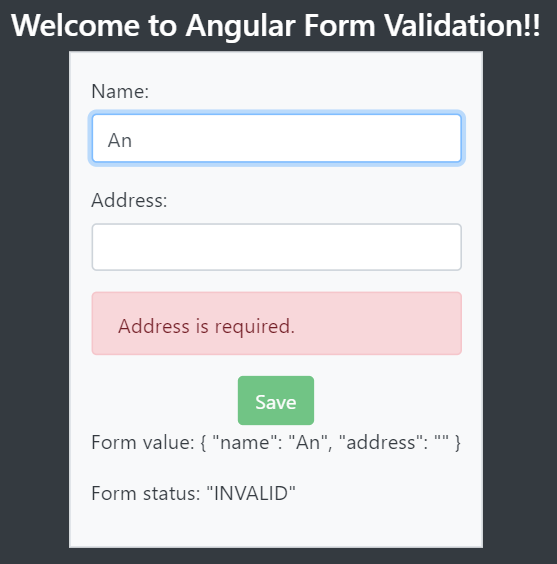 Welcome to Angular Form Validation!!
Name:
An
Address:
Address is required.
Save
Form value: { "name": "An", "address": "" }
Form status: "INVALID"